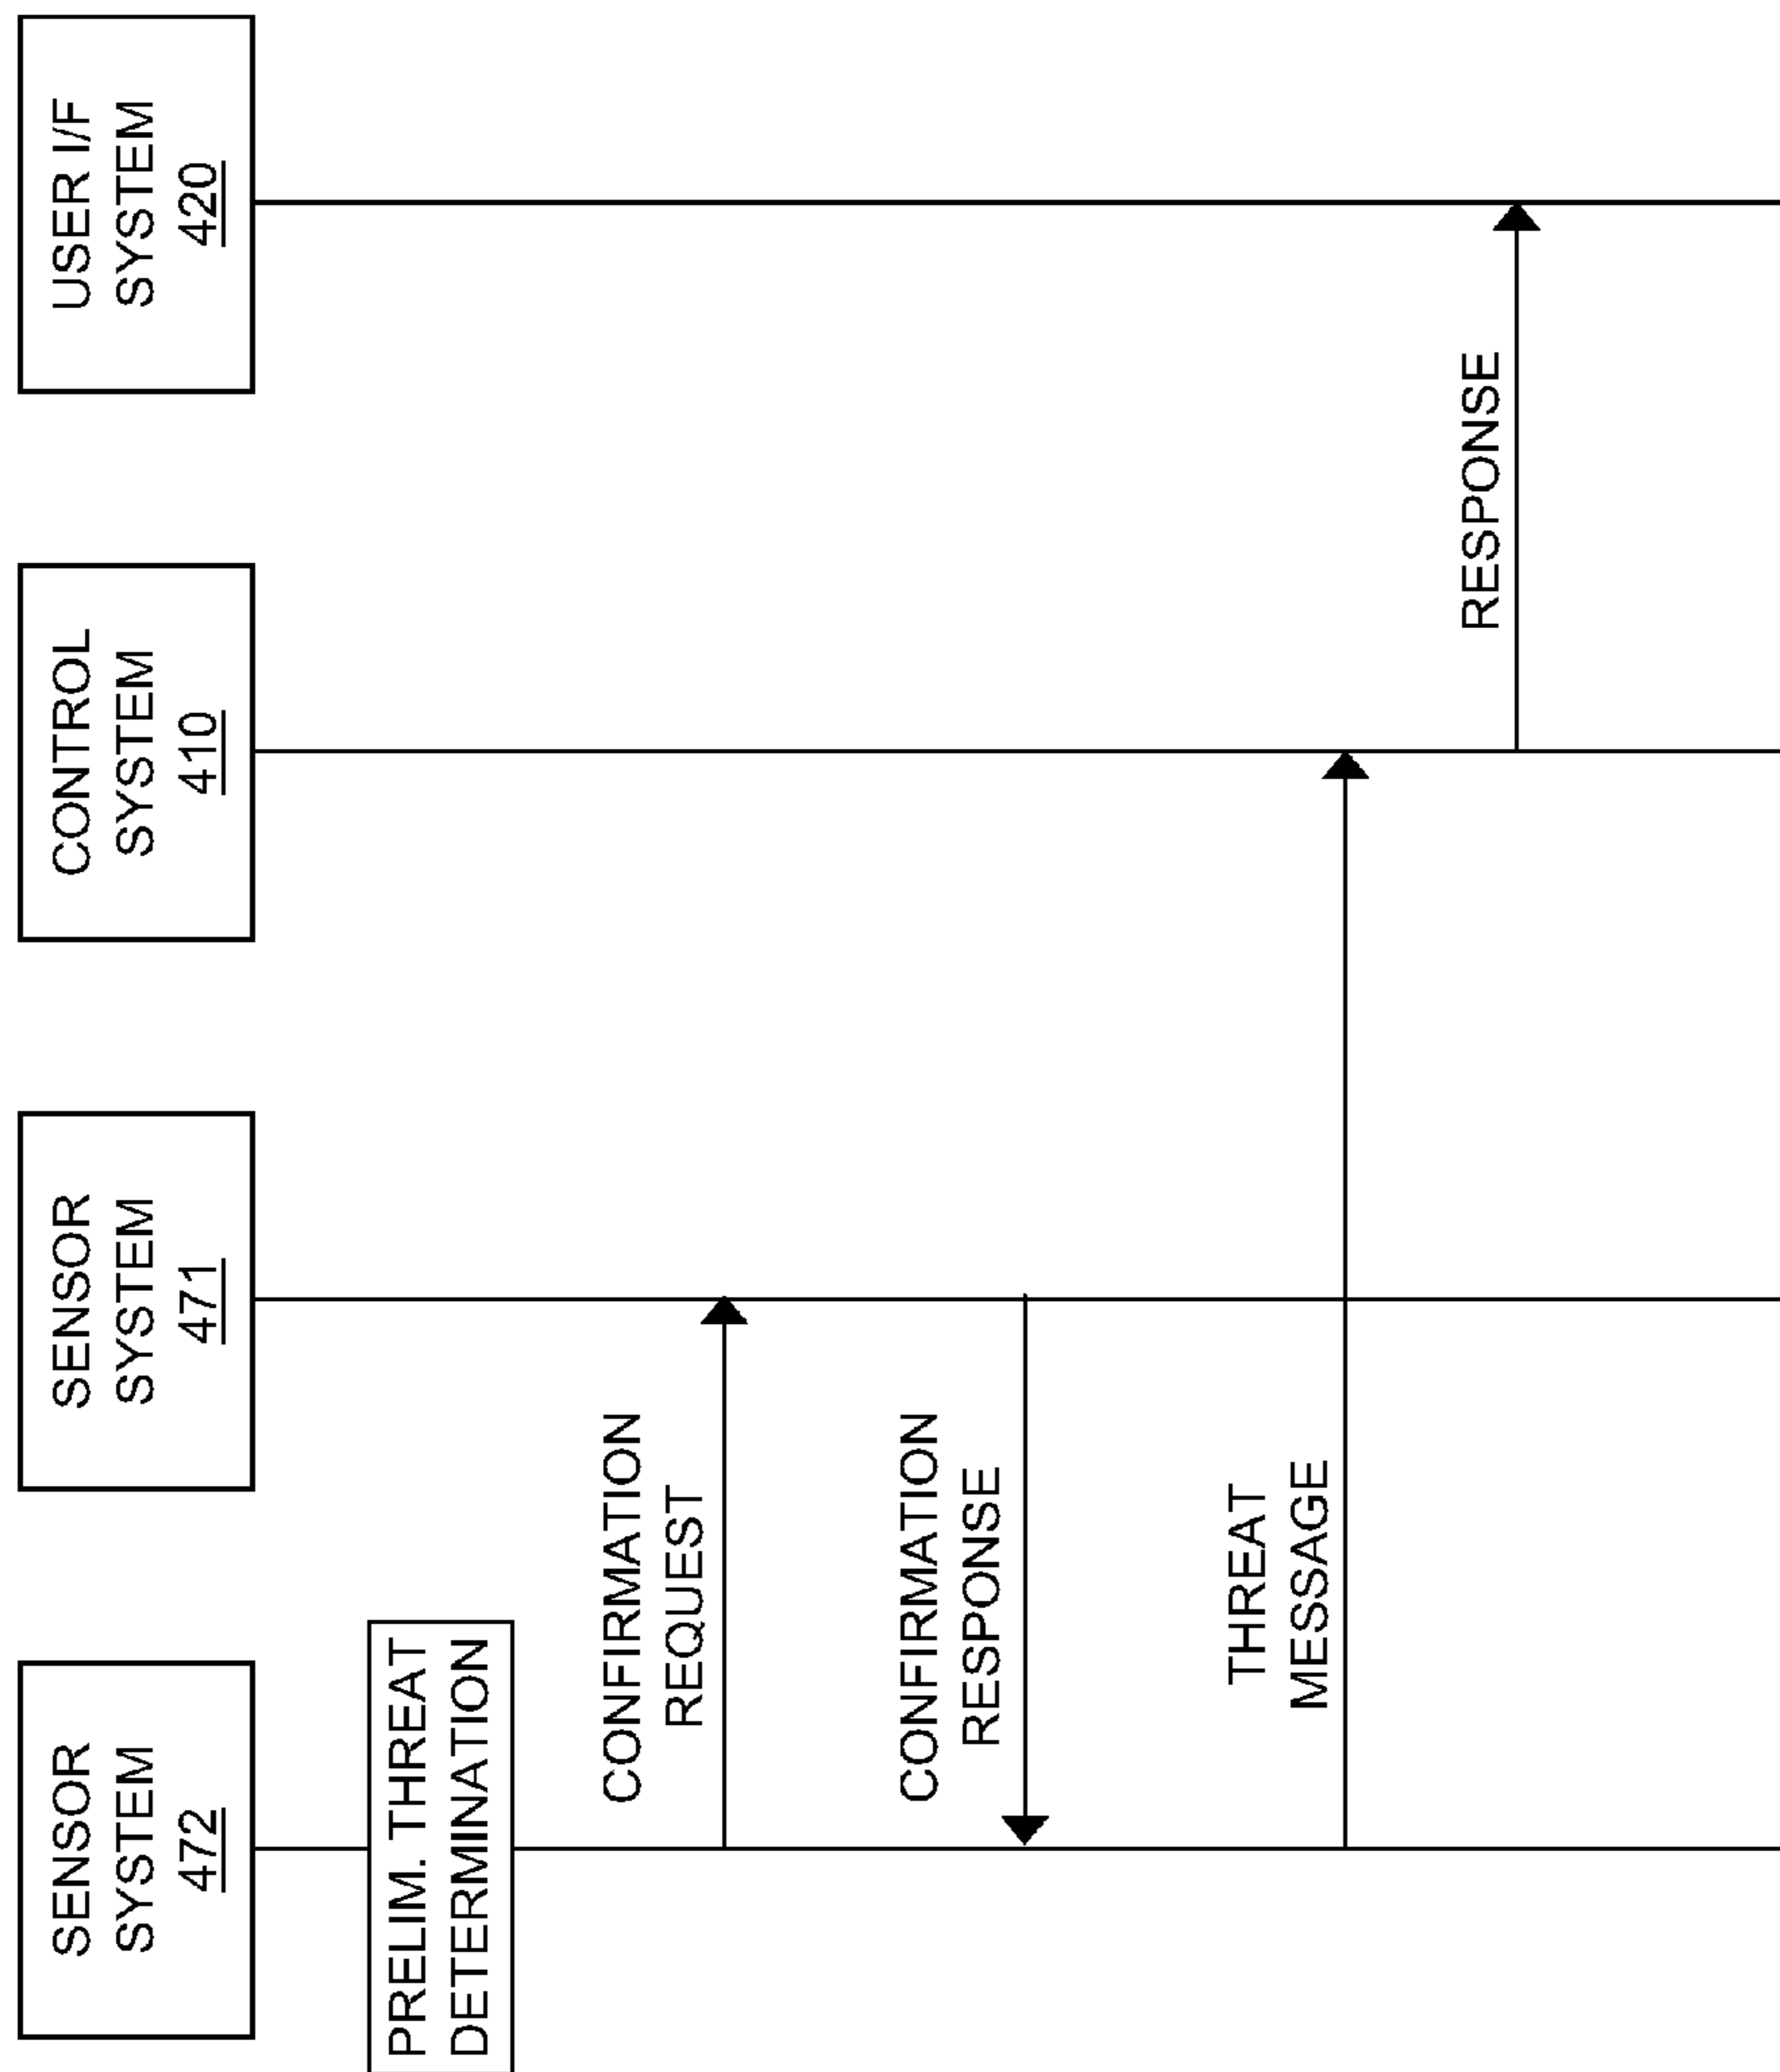 SENSOR
SYSTEM
472
SENSOR
SYSTEM
471
CONTROL
SYSTEM
410
USER I/F
SYSTEM
420
PRELIM. THREAT
DETERMINATION
CONFIRMATION
REQUEST
CONFIRMATION
RESPONSE
THREAT
MESSAGE
RESPONSE